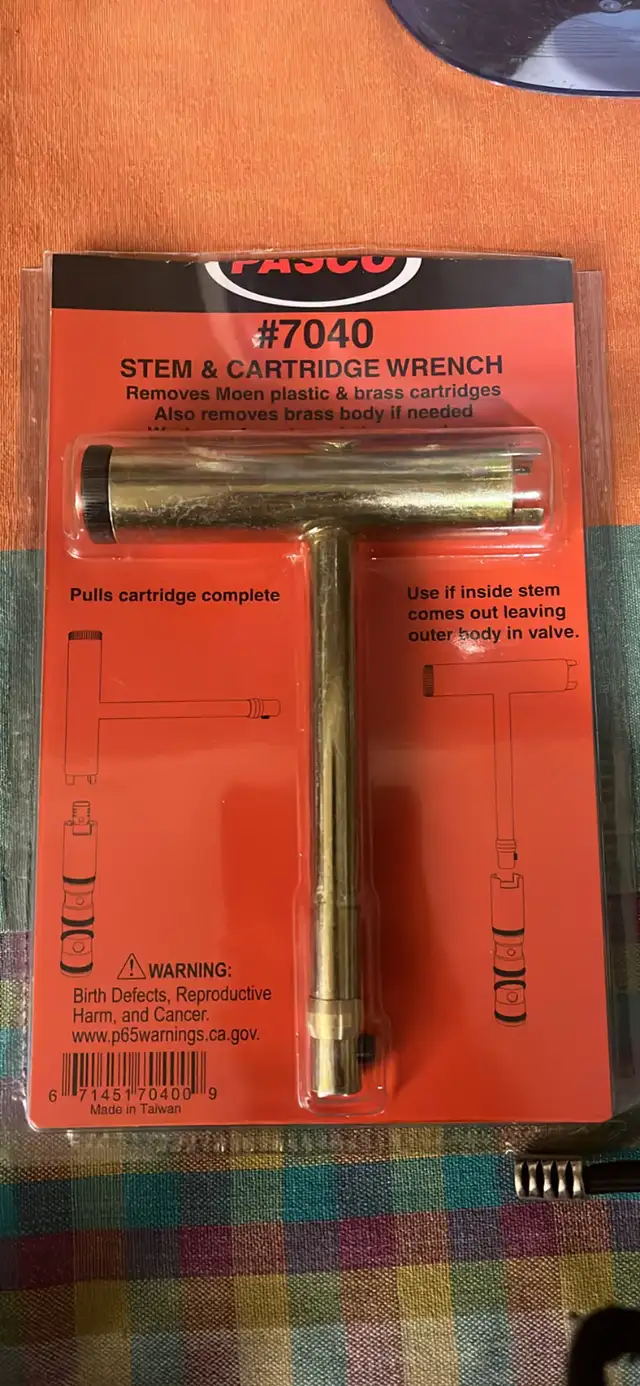 PASCO
#7040
STEM & CARTRIDGE WRENCH
Removes Moen plastic & brass cartridges
Also removes brass body if needed
Pulls cartridge complete
Use if inside stem
comes out leaving
outer body in valve.
WARNING:
Birth Defects, Reproductive
Harm, and Cancer.
www.p65warnings.ca.gov.
6 71451 70400 9
Made in Taiwan